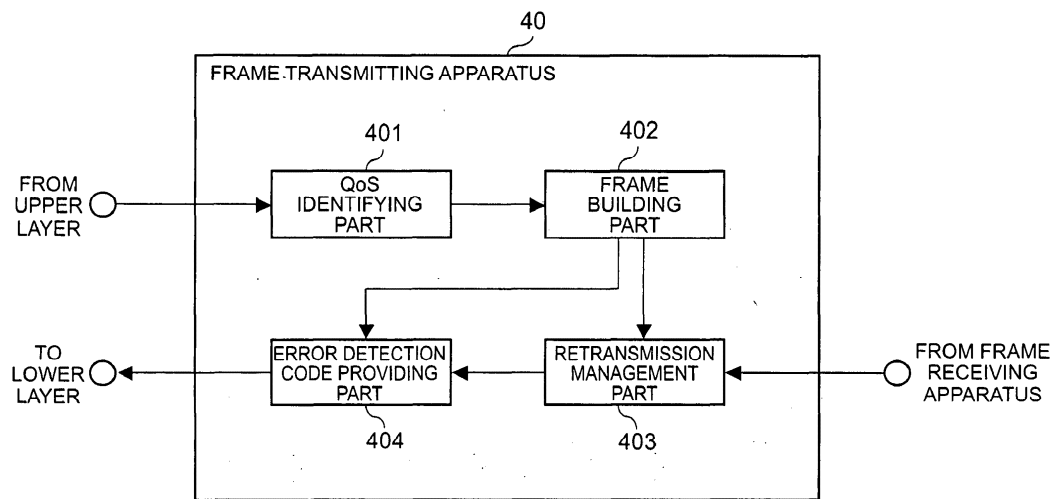 40
FRAME TRANSMITTING APPARATUS
401
402
FROM
UPPER
LAYER
QoS
IDENTIFYING
PART
FRAME
BUILDING
PART
TO
LOWER
LAYER
ERROR DETECTION
CODE PROVIDING
PART
RETRANSMISSION
MANAGEMENT
PART
FROM FRAME
RECEIVING
APPARATUS
404
403